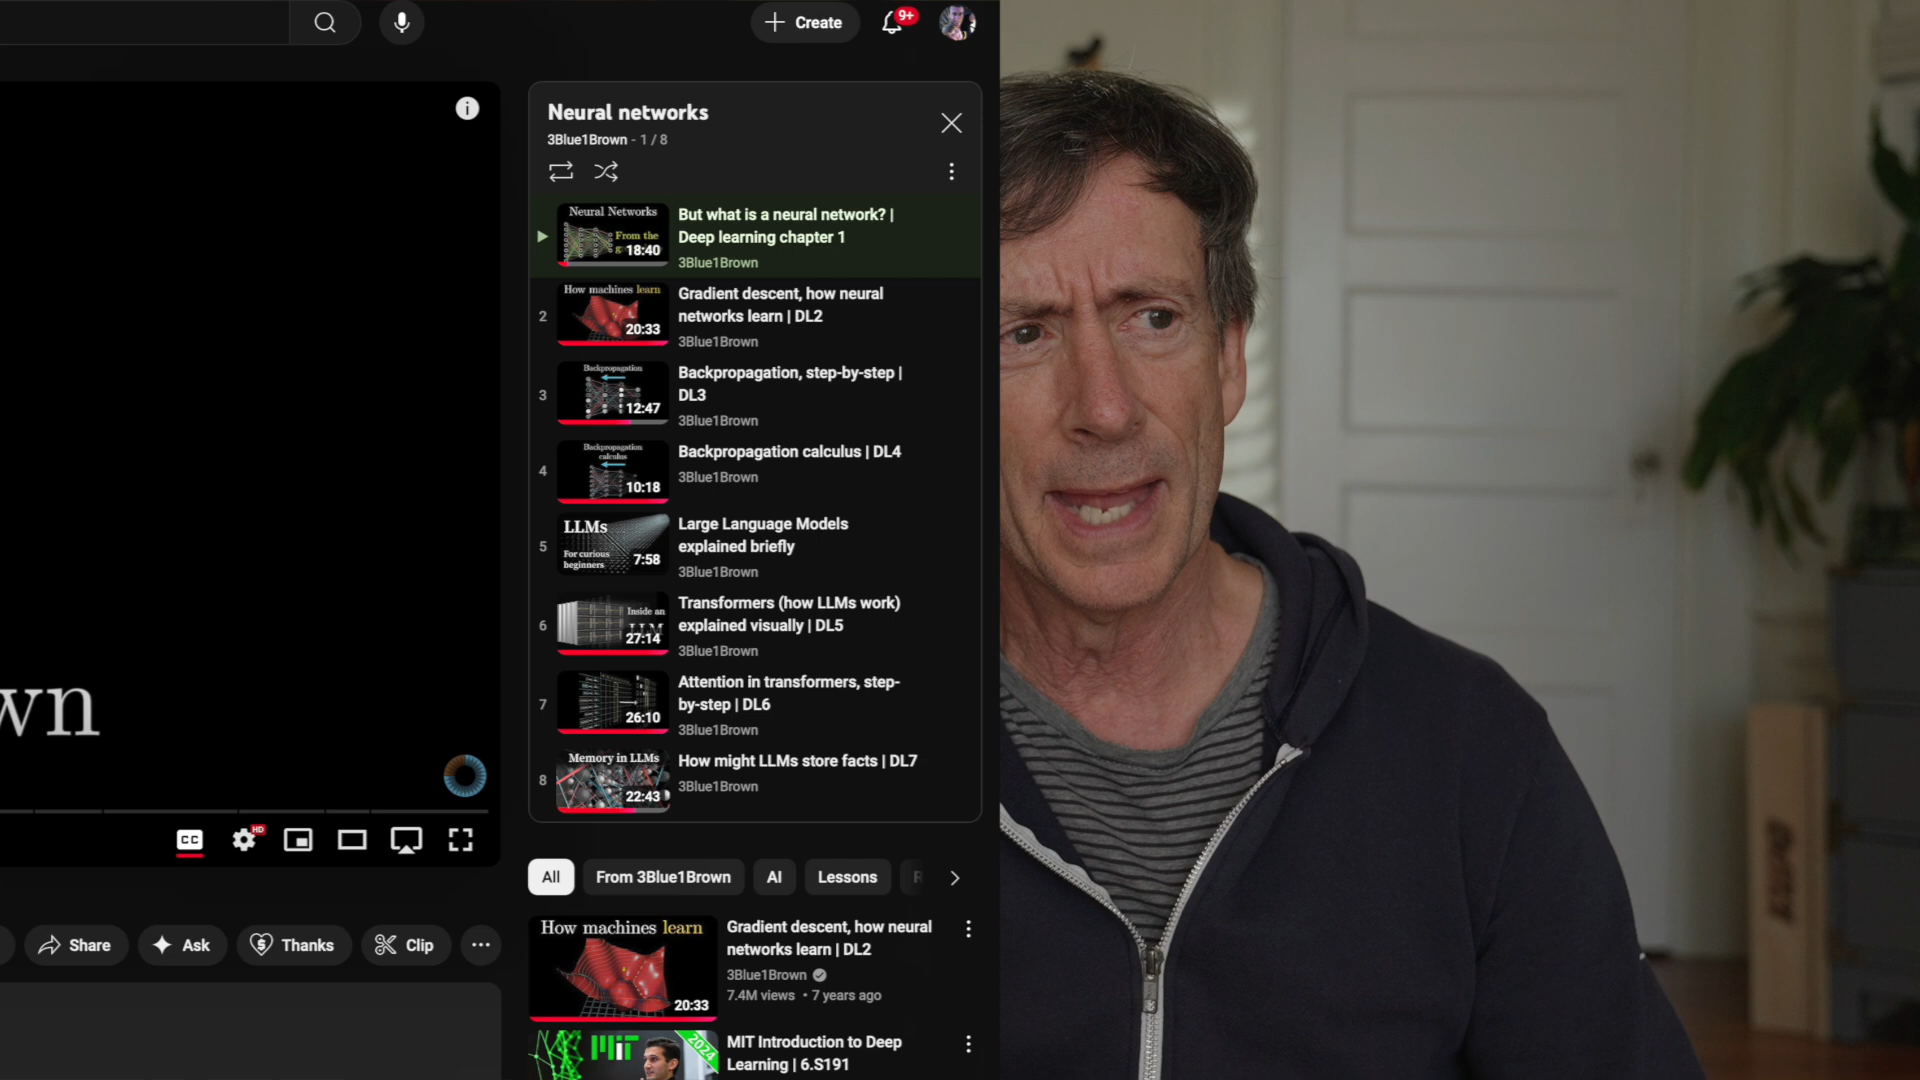 Create
9+
Neural networks
3Blue1Brown - 1 / 8
Neural Networks
From the
18:40
But what is a neural network? |
Deep learning chapter 1
3Blue1Brown
2
How machines learn
20:33
Gradient descent, how neural
networks learn | DL2
3Blue1Brown
3
Backpropagation
12:47
Backpropagation, step-by-step |
DL3
3Blue1Brown
4
Backpropagation
calculus
10:18
Backpropagation calculus | DL4
3Blue1Brown
5
LLMs
For curious
beginners
7:58
Large Language Models
explained briefly
3Blue1Brown
6
Inside an
LLM
27:14
Transformers (how LLMs work)
explained visually | DL5
3Blue1Brown
7
26:10
Attention in transformers, step-
by-step | DL6
3Blue1Brown
8
Memory in LLMs
22:43
How might LLMs store facts | DL7
3Blue1Brown
wn
CC
HD
All
From 3Blue1Brown
AI
Lessons
Share
Ask
Thanks
Clip
How machines learn
20:33
Gradient descent, how neural
networks learn | DL2
3Blue1Brown
7.4M views • 7 years ago
MIT
2024
MIT Introduction to Deep
Learning | 6.S191